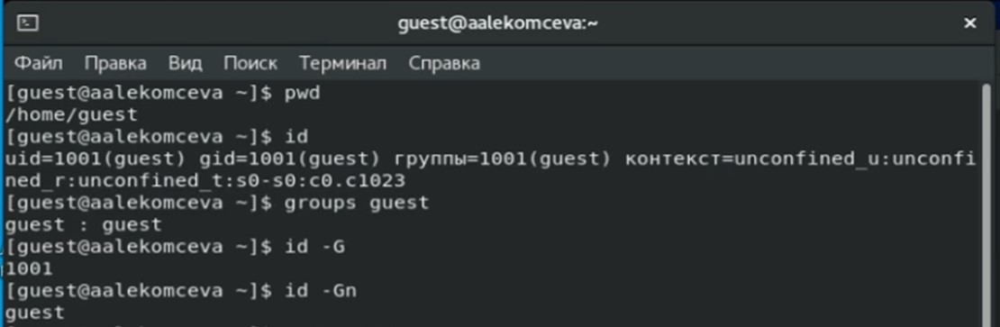 guest@aalekomceva:~
Файл Правка Вид Поиск Терминал Справка
[guest@aalekomceva ~]$ pwd
/home/guest
[guest@aalekomceva ~]$ id
uid=1001(guest) gid=1001(guest) группы=1001(guest) контекст=unconfined_u:unconfi
ned_r:unconfined_t:s0-s0:c0.c1023
[guest@aalekomceva ~]$ groups guest
guest : guest
[guest@aalekomceva ~]$ id -G
1001
[guest@aalekomceva ~]$ id -Gn
guest